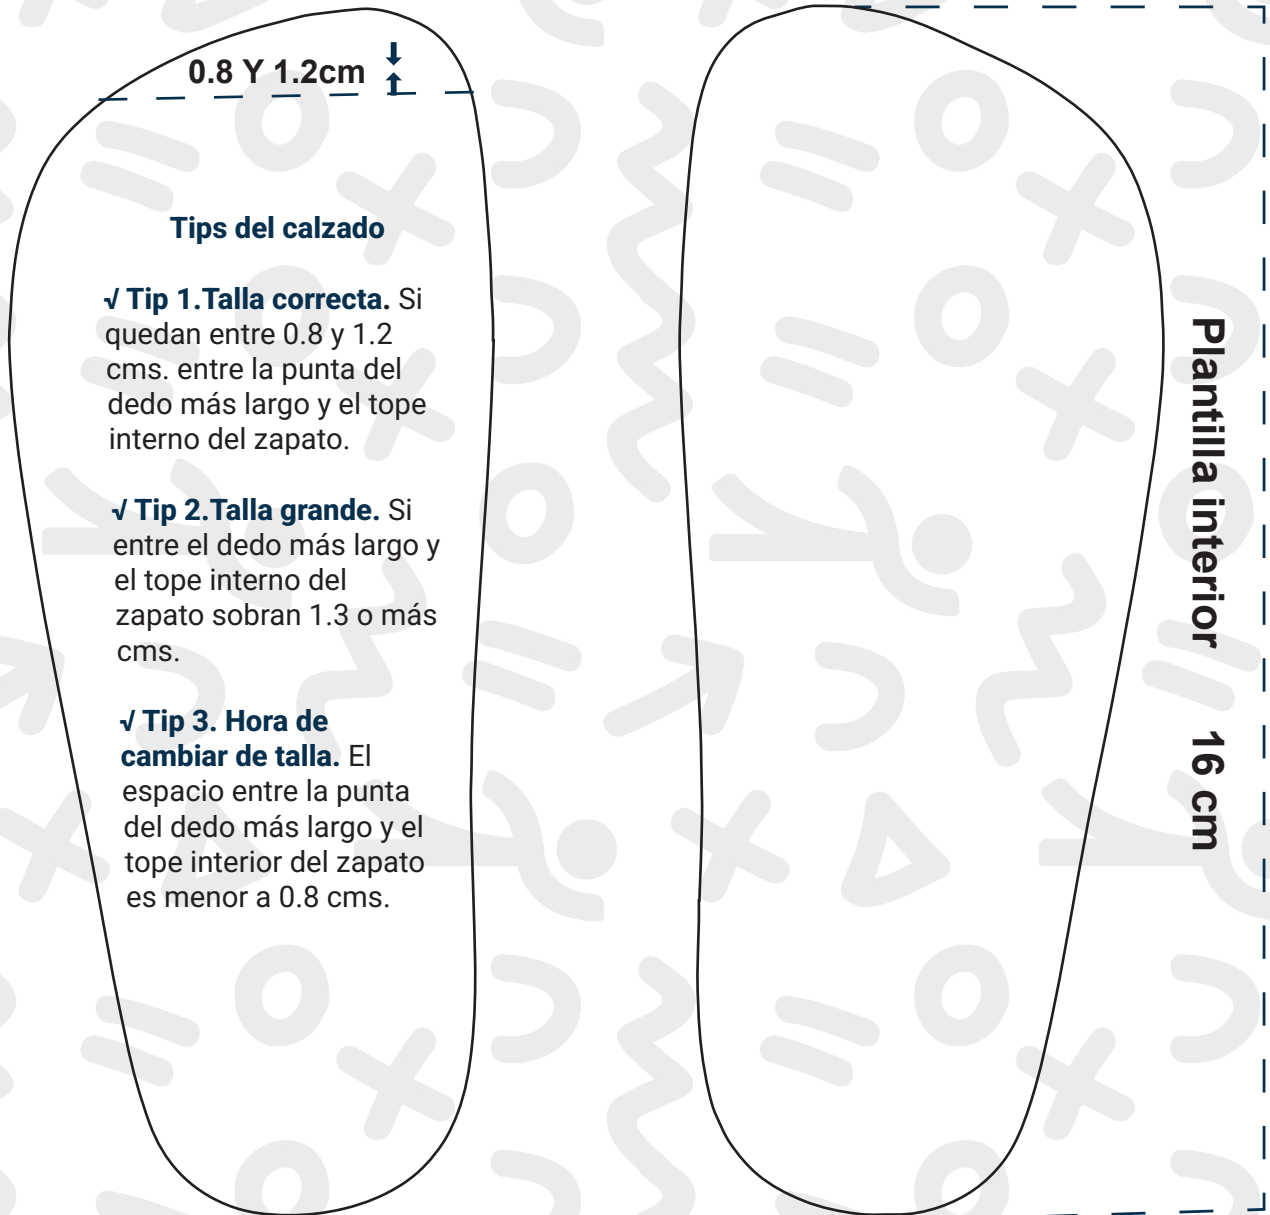 0.8 Y 1.2cm
Tips del calzado
√ Tip 1.Talla correcta. Si
quedan entre 0.8 y 1.2
cms. entre la punta del
dedo más largo y el tope
interno del zapato.
√ Tip 2.Talla grande. Si
entre el dedo más largo y
el tope interno del
zapato sobran 1.3 o más
cms.
√ Tip 3. Hora de
cambiar de talla. El
espacio entre la punta
del dedo más largo y el
tope interior del zapato
es menor a 0.8 cms.
Plantilla interior 16 cm